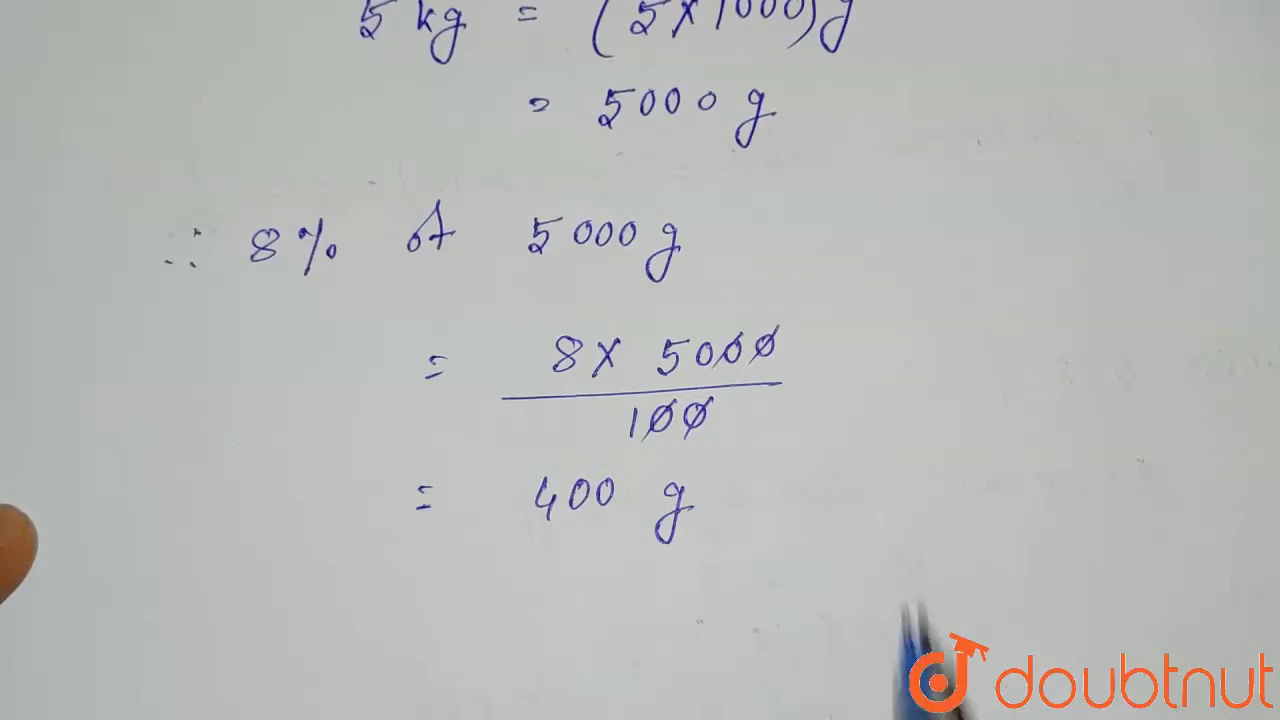 5 kg = (5 × 1000) g
= 5000 g
∴ 8% of 5000 g
= 8 × 5000
100
= 400 g
doubtnut